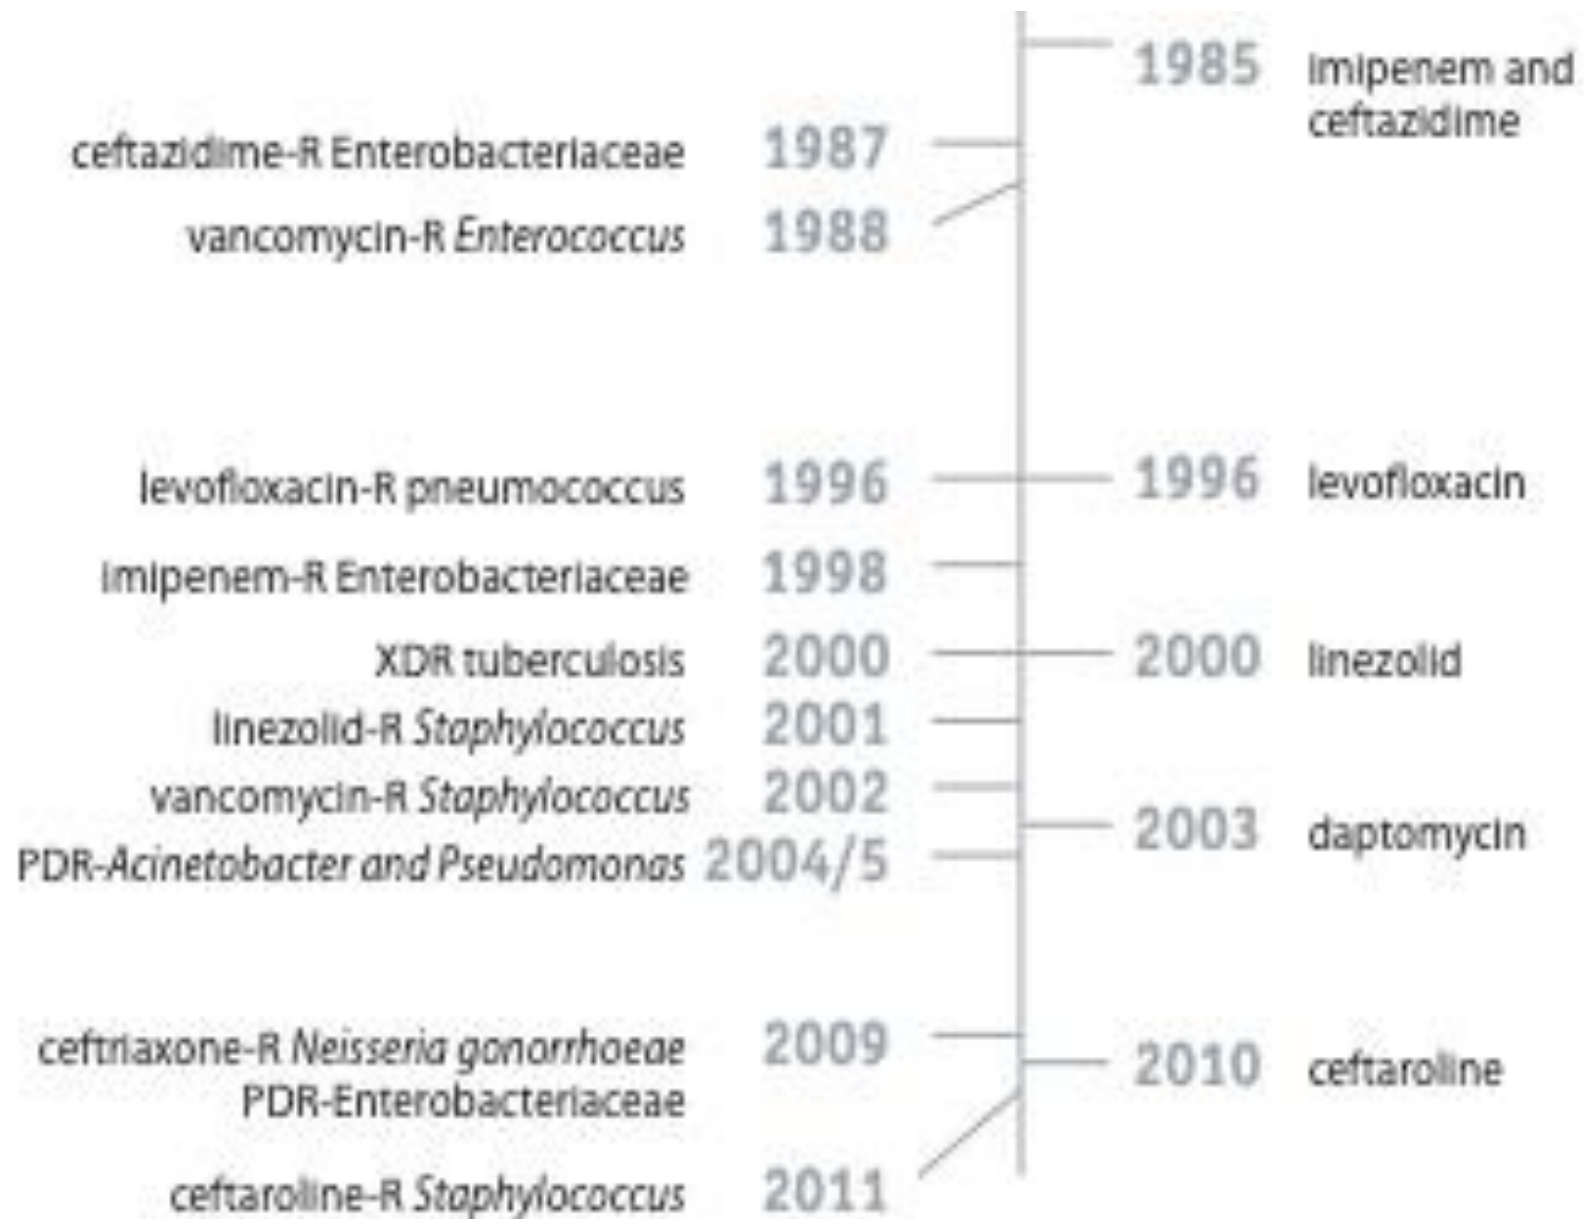 1985 imipenem and
ceftazidime
ceftazidime-R Enterobacteriaceae 1987
vancomycin-R Enterococcus 1988
levofloxacin-R pneumococcus 1996 1996 levofloxacin
imipenem-R Enterobacteriaceae 1998
XDR tuberculosis 2000 2000 linezolid
linezolid-R Staphylococcus 2001
vancomycin-R Staphylococcus 2002
2003 daptomycin
PDR-Acinetobacter and Pseudomonas 2004/5
ceftriaxone-R Neisseria gonorrhoeae 2009
PDR-Enterobacteriaceae
2010 ceftaroline
ceftaroline-R Staphylococcus 2011